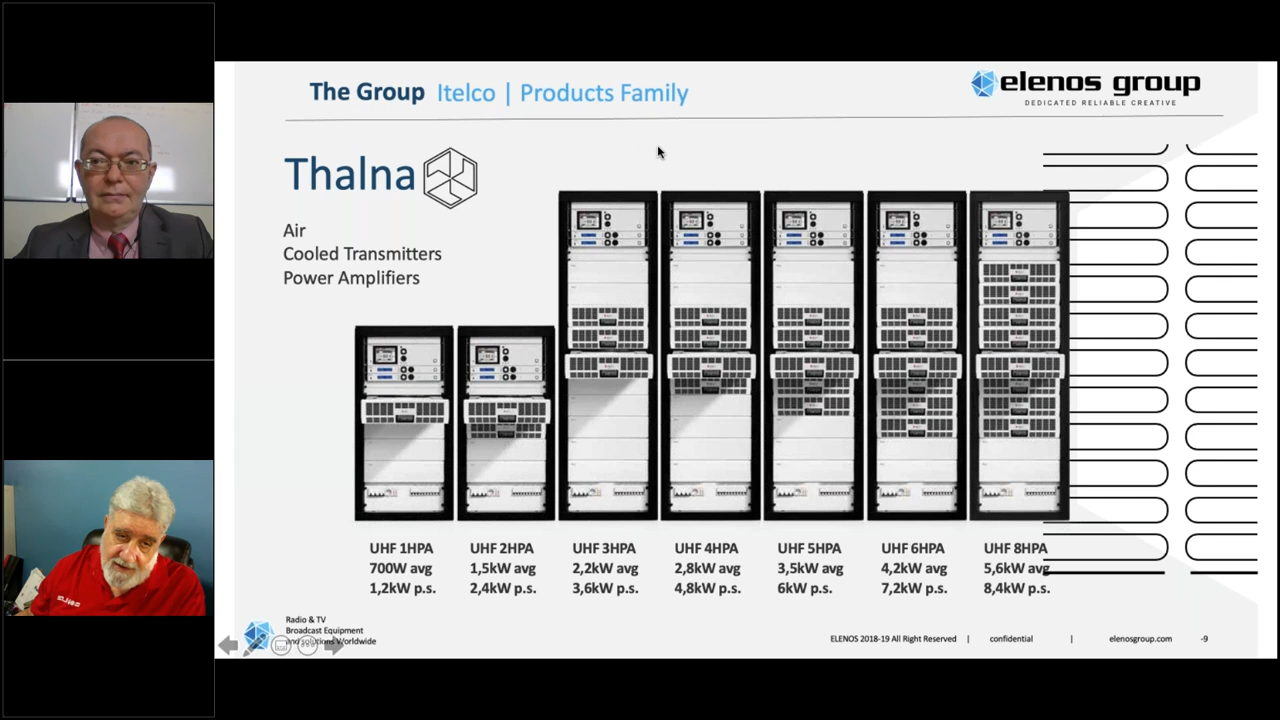 The Group Itelco | Products Family
elenos group
DEDICATED RELIABLE CREATIVE
Thalna
Air
Cooled Transmitters
Power Amplifiers
UHF 1HPA
700W avg
1,2kW p.s.
UHF 2HPA
1,5kW avg
2,4kW p.s.
UHF 3HPA
2,2kW avg
3,6kW p.s.
UHF 4HPA
2,8kW avg
4,8kW p.s.
UHF 5HPA
3,5kW avg
6kW p.s.
UHF 6HPA
4,2kW avg
7,2kW p.s.
UHF 8HPA
5,6kW avg
8,4kW p.s.
Radio & TV
Broadcast Equipment
and solutions Worldwide
ELENOS 2018-19 All Right Reserved | confidential | elenosgroup.com -9